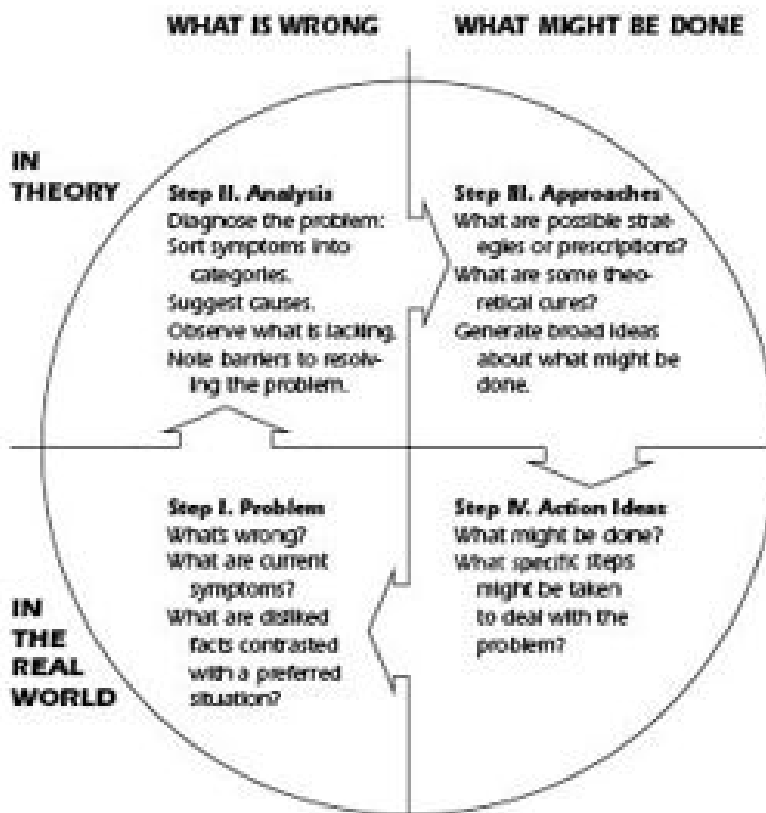 WHAT IS WRONG
WHAT MIGHT BE DONE
IN
THEORY
Step II. Analysis
Diagnose the problem:
Sort symptoms into
categories.
Suggest causes.
Observe what is lacking.
Note barriers to resolv-
ing the problem.
Step III. Approaches
What are possible strat-
egies or prescriptions?
What are some theo-
retical cures?
Generate broad ideas
about what might be
done.
IN
THE
REAL
WORLD
Step I. Problem
What's wrong?
What are current
symptoms?
What are disliked
facts contrasted
with a preferred
situation?
Step IV. Action Ideas
What might be done?
What specific steps
might be taken
to deal with the
problem?